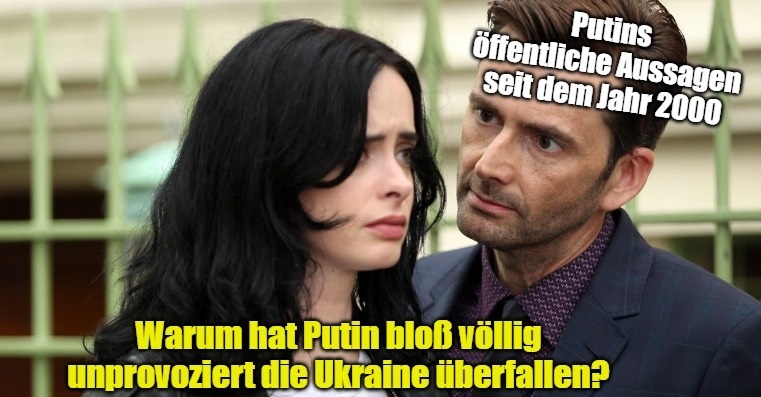 Putins
öffentliche Aussagen
seit dem Jahr 2000
Warum hat Putin bloß völlig
unprovoziert die Ukraine überfallen?